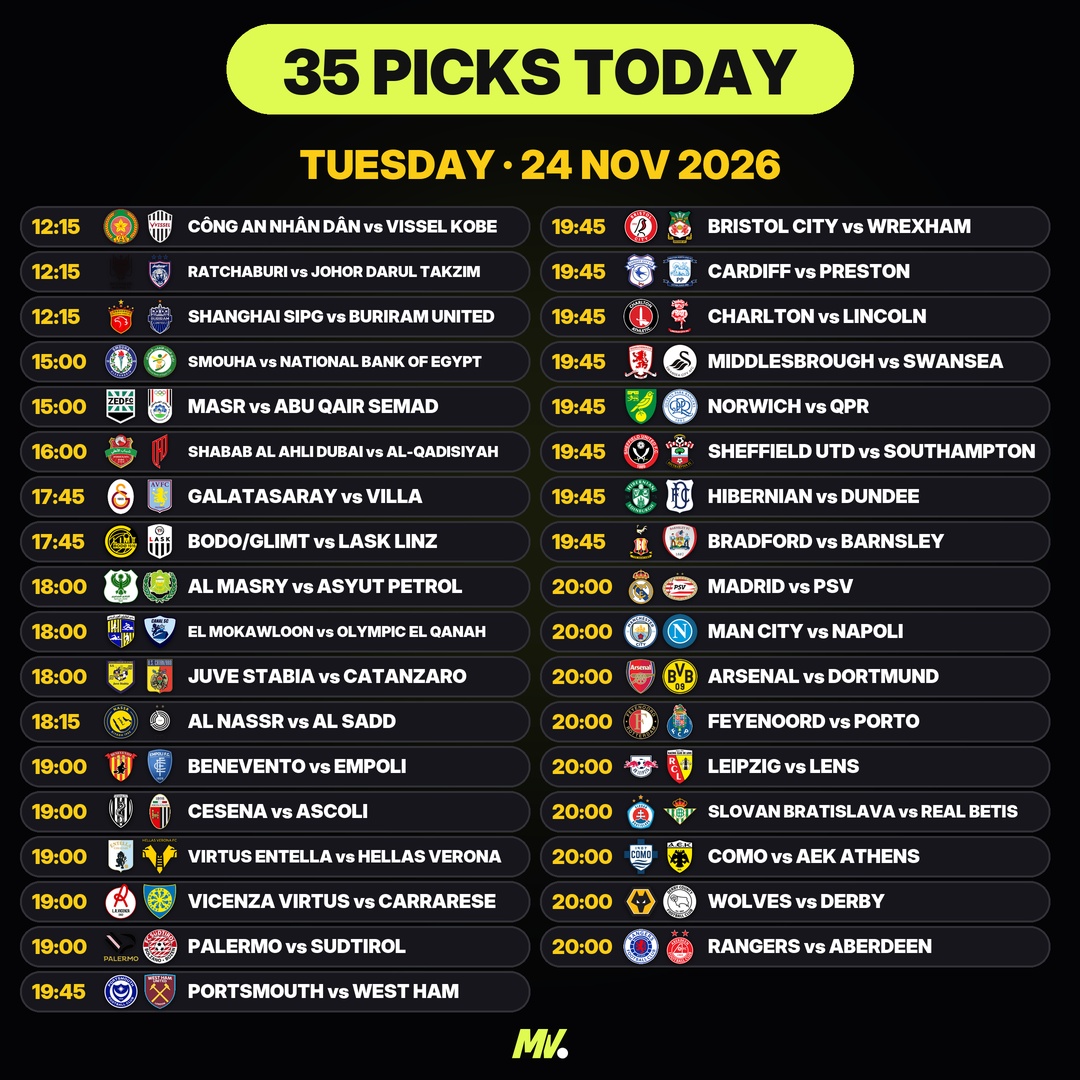 35 PICKS TODAY
TUESDAY · 24 NOV 2026
12:15 CÔNG AN NHÂN DÂN vs VISSEL KOBE
12:15 RATCHABURI vs JOHOR DARUL TAKZIM
12:15 SHANGHAI SIPG vs BURIRAM UNITED
15:00 SMOUHA vs NATIONAL BANK OF EGYPT
15:00 MASR vs ABU QAIR SEMAD
16:00 SHABAB AL AHLI DUBAI vs AL-QADISIYAH
17:45 GALATASARAY vs VILLA
17:45 BODO/GLIMT vs LASK LINZ
18:00 AL MASRY vs ASYUT PETROL
18:00 EL MOKAWLOON vs OLYMPIC EL QANAH
18:00 JUVE STABIA vs CATANZARO
18:15 AL NASSR vs AL SADD
19:00 BENEVENTO vs EMPOLI
19:00 CESENA vs ASCOLI
19:00 VIRTUS ENTELLA vs HELLAS VERONA
19:00 VICENZA VIRTUS vs CARRARESE
19:00 PALERMO vs SUDTIROL
19:45 PORTSMOUTH vs WEST HAM
19:45 BRISTOL CITY vs WREXHAM
19:45 CARDIFF vs PRESTON
19:45 CHARLTON vs LINCOLN
19:45 MIDDLESBROUGH vs SWANSEA
19:45 NORWICH vs QPR
19:45 SHEFFIELD UTD vs SOUTHAMPTON
19:45 HIBERNIAN vs DUNDEE
19:45 BRADFORD vs BARNSLEY
20:00 MADRID vs PSV
20:00 MAN CITY vs NAPOLI
20:00 ARSENAL vs DORTMUND
20:00 FEYENOORD vs PORTO
20:00 LEIPZIG vs LENS
20:00 SLOVAN BRATISLAVA vs REAL BETIS
20:00 COMO vs AEK ATHENS
20:00 WOLVES vs DERBY
20:00 RANGERS vs ABERDEEN
MV.